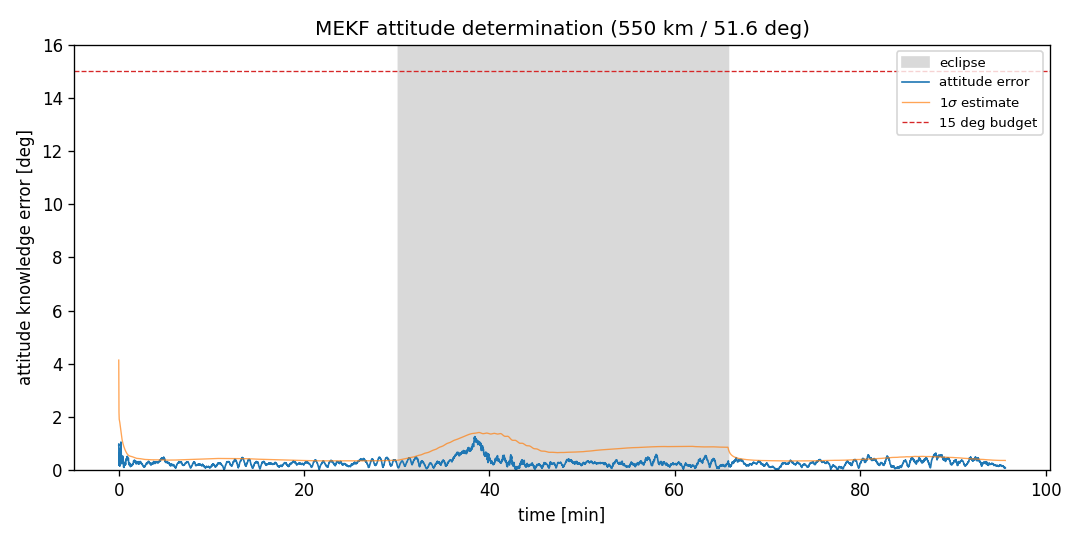 MEKF attitude determination (550 km / 51.6 deg)
attitude knowledge error [deg]
16
14
12
10
8
6
4
2
0
eclipse
attitude error
1σ estimate
15 deg budget
0 20 40 60 80 100
time [min]